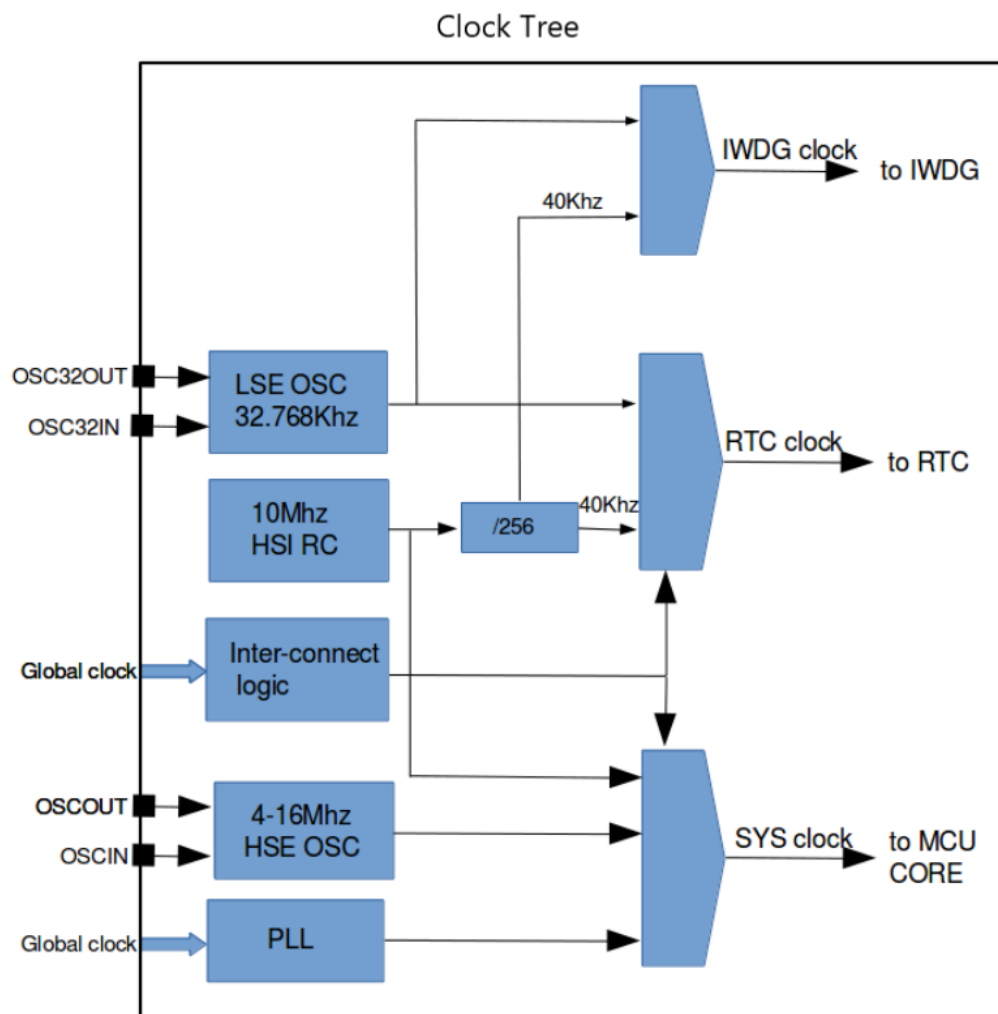 Clock Tree
IWDG clock
to IWDG
40Khz
OSC32OUT
OSC32IN
LSE OSC
32.768Khz
RTC clock
to RTC
10Mhz
HSI RC
/256
40Khz
Global clock
Inter-connect
logic
OSCOUT
OSCIN
4-16Mhz
HSE OSC
SYS clock
to MCU
CORE
Global clock
PLL